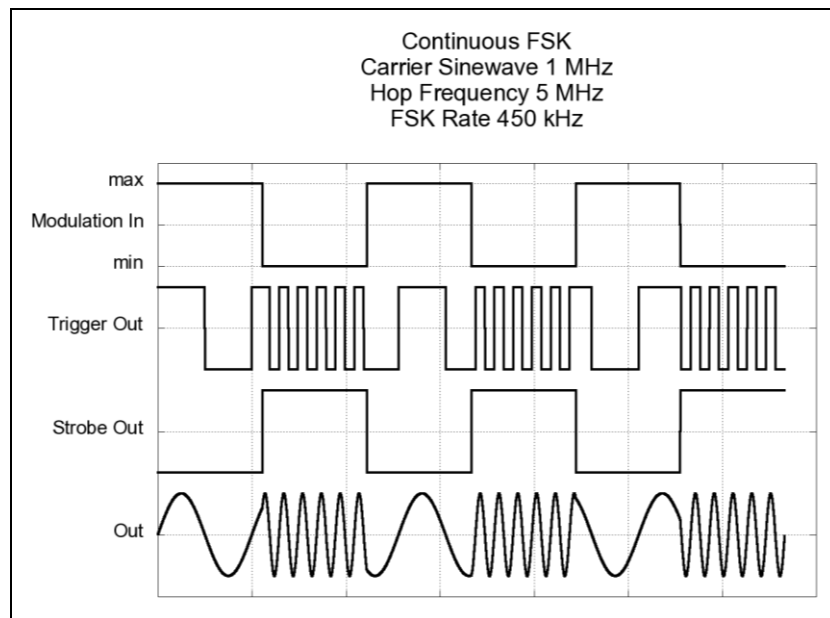 Continuous FSK
Carrier Sinewave 1 MHz
Hop Frequency 5 MHz
FSK Rate 450 kHz
max
Modulation In
min
Trigger Out
Strobe Out
Out